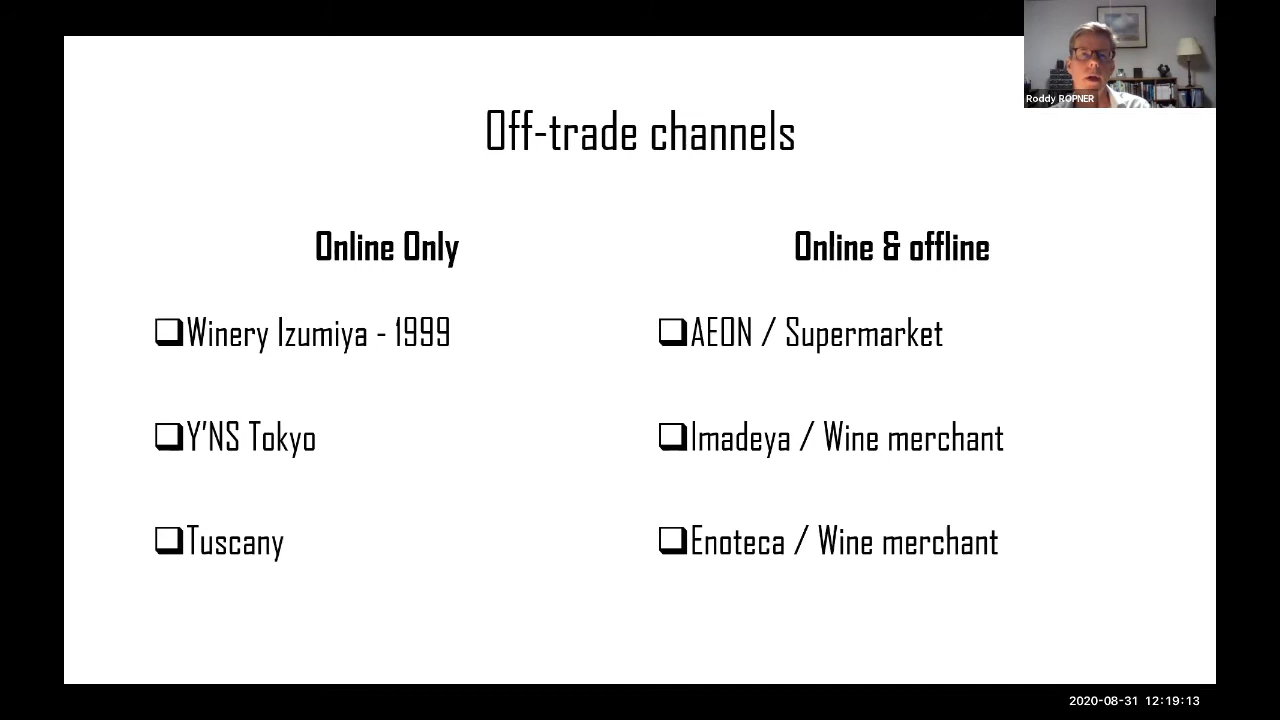 Roddy ROPNER
Off-trade channels
Online Only
Online & offline
Winery Izumiya - 1999
AEON / Supermarket
Y'NS Tokyo
Imadeya / Wine merchant
Tuscany
Enoteca / Wine merchant
2020-08-31 12:19:13